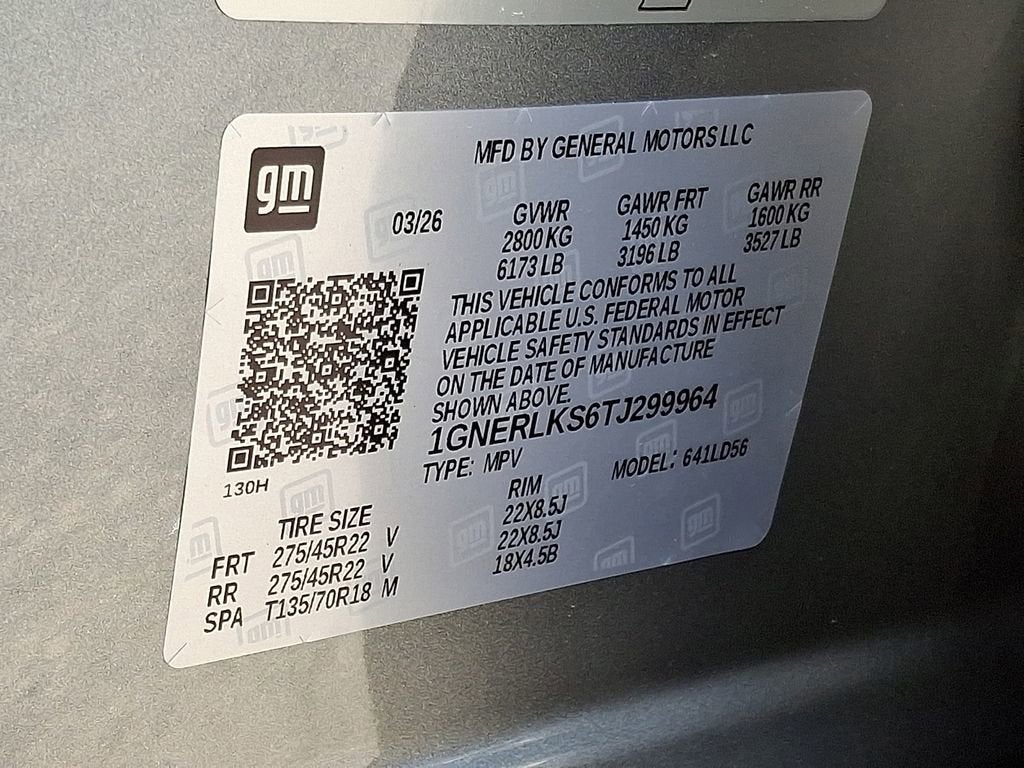 gm
MFD BY GENERAL MOTORS LLC
03/26
GVWR GAWR FRT GAWR RR
2800 KG 1450 KG 1600 KG
6173 LB 3196 LB 3527 LB
THIS VEHICLE CONFORMS TO ALL
APPLICABLE U.S. FEDERAL MOTOR
VEHICLE SAFETY STANDARDS IN EFFECT
ON THE DATE OF MANUFACTURE
SHOWN ABOVE.
1GNERLKS6TJ299964
TYPE: MPV MODEL: 641LD56
130H
TIRE SIZE RIM
FRT 275/45R22 V 22X8.5J
RR 275/45R22 V 22X8.5J
SPA T135/70R18 M 18X4.5B